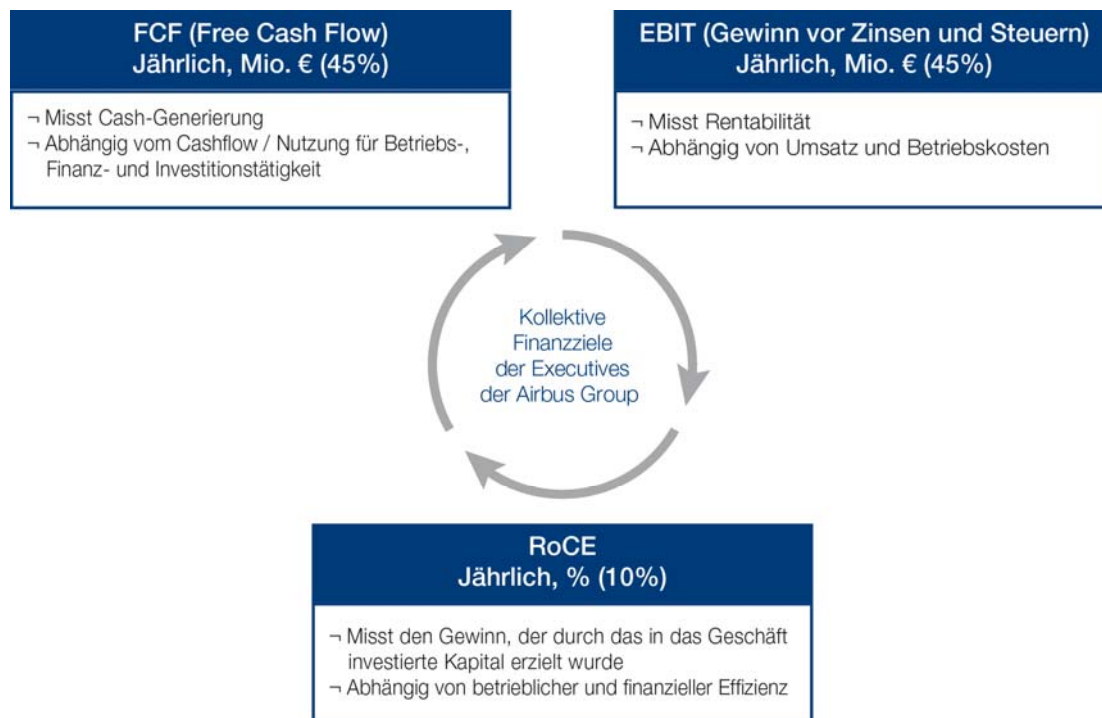 FCF (Free Cash Flow)
Jährlich, Mio. € (45%)
¬ Misst Cash-Generierung
¬ Abhängig vom Cashflow / Nutzung für Betriebs-,
Finanz- und Investitionstätigkeit
EBIT (Gewinn vor Zinsen und Steuern)
Jährlich, Mio. € (45%)
¬ Misst Rentabilität
¬ Abhängig von Umsatz und Betriebskosten
Kollektive
Finanzziele
der Executives
der Airbus Group
RoCE
Jährlich, % (10%)
¬ Misst den Gewinn, der durch das in das Geschäft
investierte Kapital erzielt wurde
¬ Abhängig von betrieblicher und finanzieller Effizienz